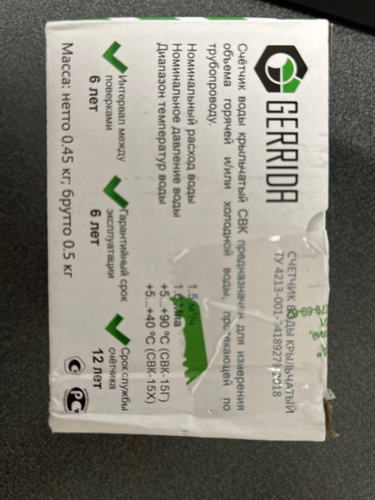 GERRIDA
СЧЕТЧИК ВОДЫ КРЫЛЬЧАТЫЙ
ТУ 4213-001-34189279-2018
Счётчик воды крыльчатый СВК предназначен для измерения
объема горячей и/или холодной воды, протекающей по
трубопроводу.
Номинальный расход воды
Номинальное давление воды
Диапазон температур воды
+5...+90 °С (СВК-15Г)
+5...+40 °С (СВК-15Х)
Интервал между
поверками
6 лет
Гарантийный срок
эксплуатации
6 лет
Срок службы
счётчика
12 лет
Масса: нетто 0.45 кг; брутто 0.5 кг